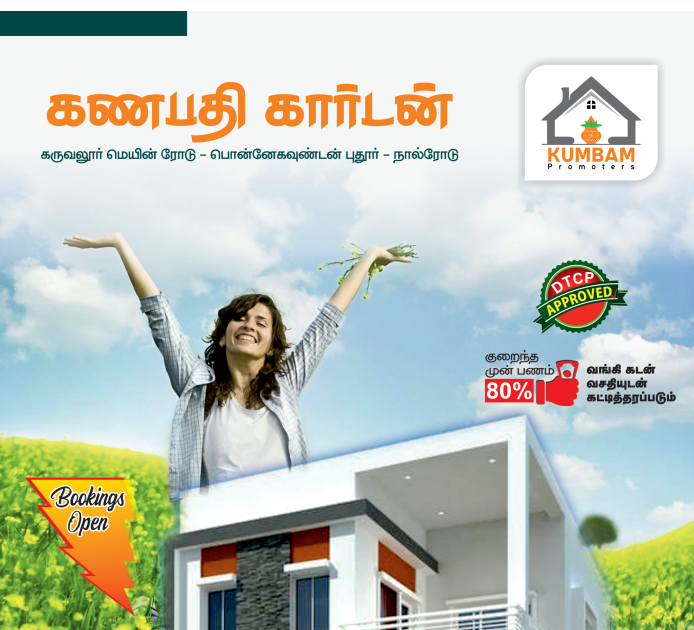 கணபதி கார்டன்
கருவலூர் மெயின் ரோடு – பொன்னேகவுண்டன் புதூர் – நால்ரோடு
KUMBAM
Promoters
DTCP
APPROVED
குறைந்த
முன் பணம்
80%
வங்கி கடன்
வசதியுடன்
கட்டித்தரப்படும்
Bookings
Open